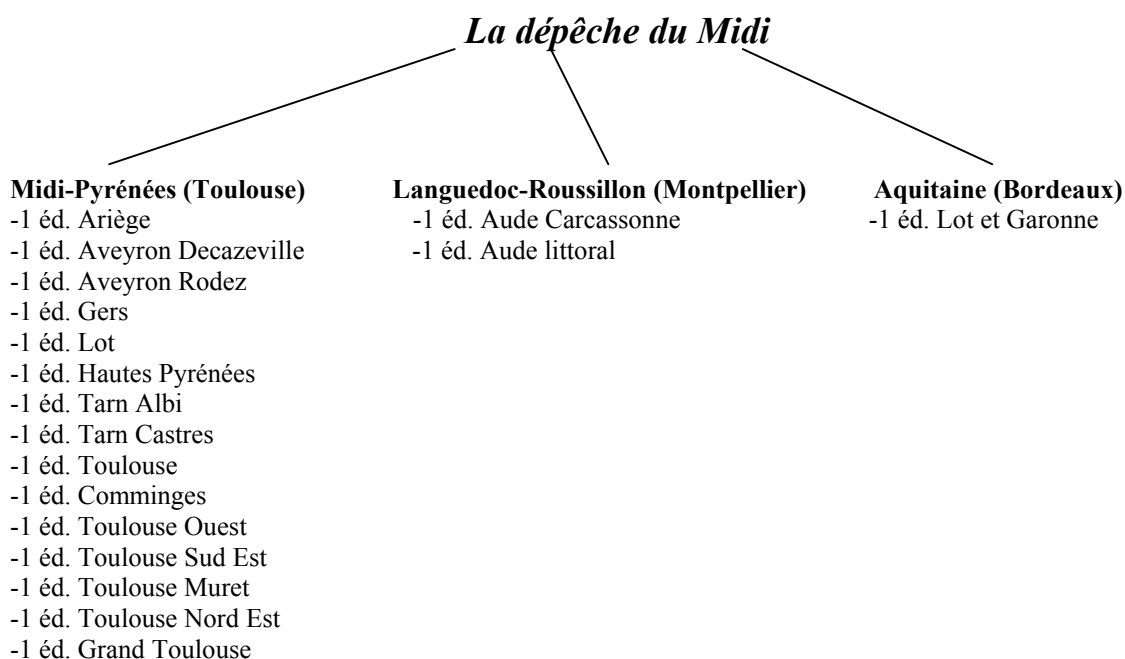 La dépêche du Midi
Midi-Pyrénées (Toulouse)
-1 éd. Ariège
-1 éd. Aveyron Decazeville
-1 éd. Aveyron Rodez
-1 éd. Gers
-1 éd. Lot
-1 éd. Hautes Pyrénées
-1 éd. Tarn Albi
-1 éd. Tarn Castres
-1 éd. Toulouse
-1 éd. Comminges
-1 éd. Toulouse Ouest
-1 éd. Toulouse Sud Est
-1 éd. Toulouse Muret
-1 éd. Toulouse Nord Est
-1 éd. Grand Toulouse
Languedoc-Roussillon (Montpellier)
-1 éd. Aude Carcassonne
-1 éd. Aude littoral
Aquitaine (Bordeaux)
-1 éd. Lot et Garonne